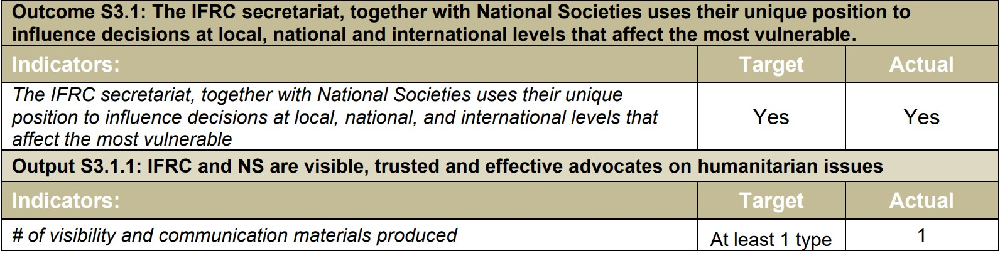 Outcome S3.1: The IFRC secretariat, together with National Societies uses their unique position to
influence decisions at local, national and international levels that affect the most vulnerable.
Indicators: Target Actual
The IFRC secretariat, together with National Societies uses their unique
position to influence decisions at local, national, and international levels that
affect the most vulnerable
Yes Yes
Output S3.1.1: IFRC and NS are visible, trusted and effective advocates on humanitarian issues
Indicators: Target Actual
# of visibility and communication materials produced At least 1 type 1